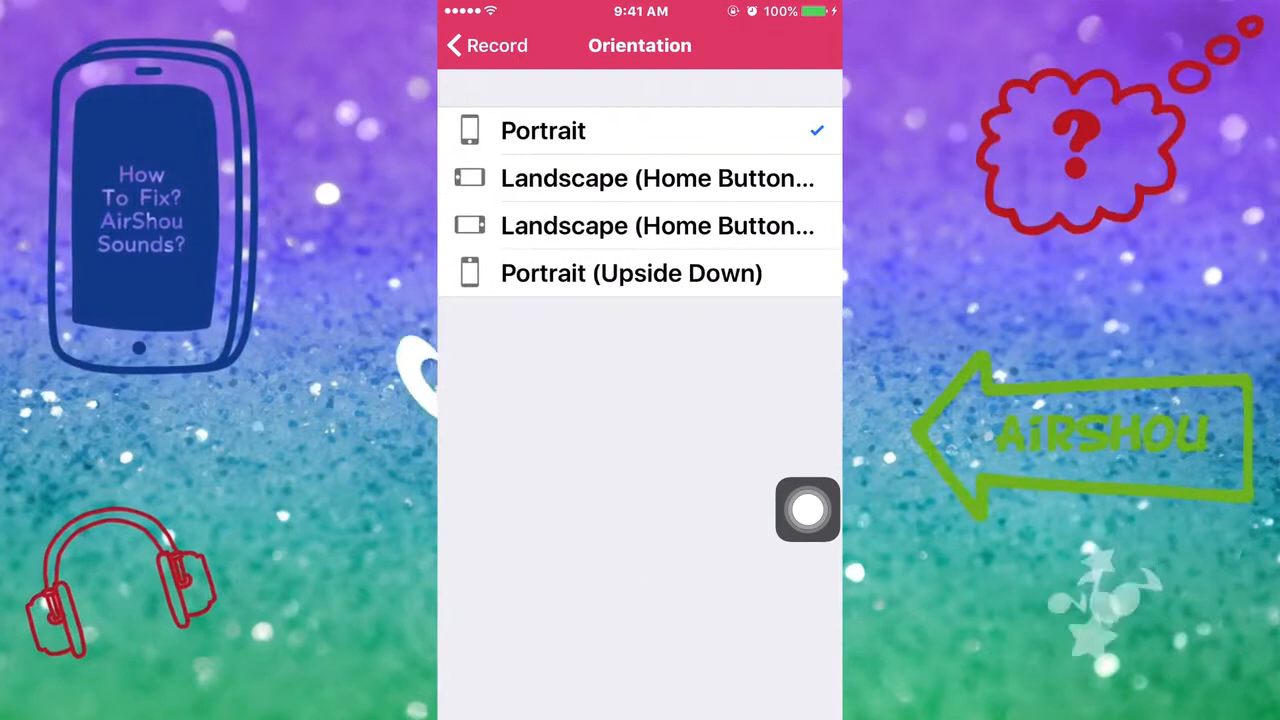 How
To Fix?
AirShou
Sounds?
9:41 AM
100%
Record
Orientation
Portrait
Landscape (Home Button...
Landscape (Home Button...
Portrait (Upside Down)
?
AiRSHOU